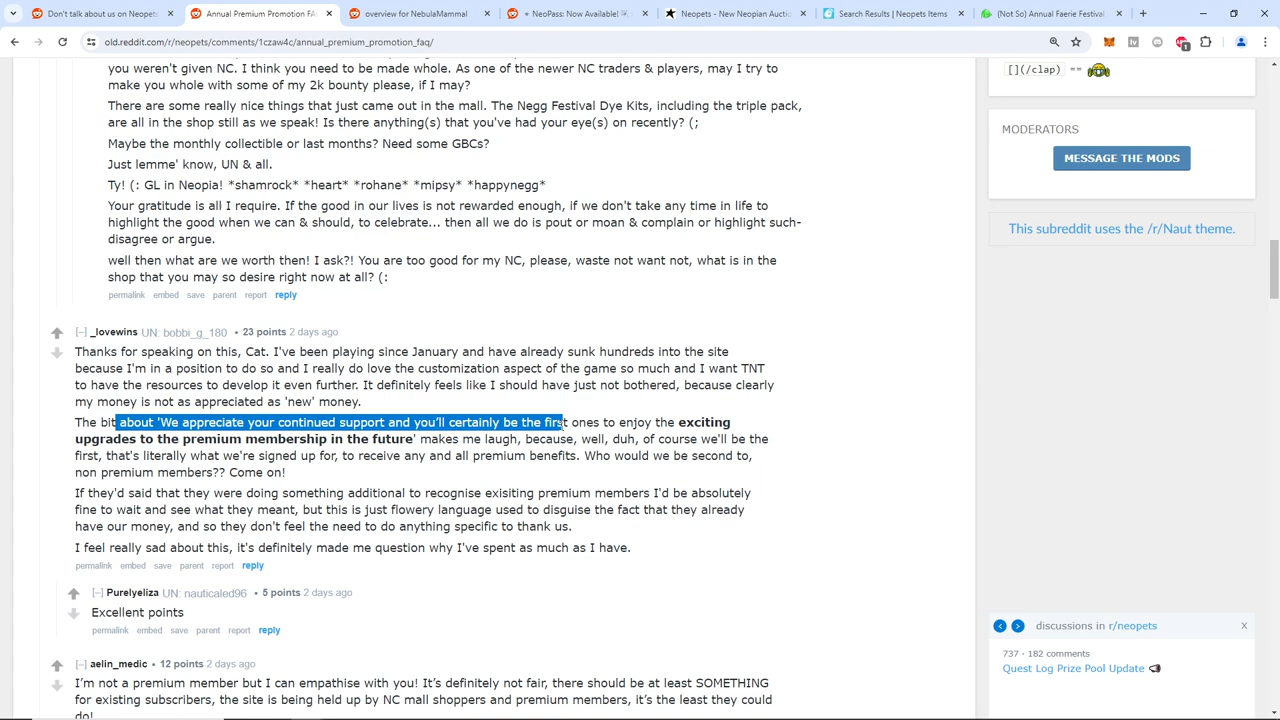 Don't talk about us on Neopets
Annual Premium Promotion FA
overview for NebulaMammal
NeoPass: Now Available!
Neopets - New Neopian Aucti
Search Results | Neopets Items
(Not So) Annual Faerie Festival
old.reddit.com/r/neopets/comments/1czaw4c/annual_premium_promotion_faq/
you weren't given NC. I think you need to be made whole. As one of the newer NC traders & players, may I try to
make you whole with some of my 2k bounty please, if I may?
There are some really nice things that just came out in the mall. The Negg Festival Dye Kits, including the triple pack,
are all in the shop still as we speak! Is there anything(s) that you've had your eye(s) on recently? (;
Maybe the monthly collectible or last months? Need some GBCs?
Just lemme' know, UN & all.
Ty! (: GL in Neopia! *shamrock* *heart* *rohane* *mipsy* *happynegg*
Your gratitude is all I require. If the good in our lives is not rewarded enough, if we don't take any time in life to
highlight the good when we can & should, to celebrate... then all we do is pout or moan & complain or highlight such-
disagree or argue.
well then what are we worth then! I ask?! You are too good for my NC, please, waste not want not, what is in the
shop that you may so desire right now at all? (:
permalink embed save parent report reply
[–] _lovewins UN: bobbi_g_180 • 23 points 2 days ago
Thanks for speaking on this, Cat. I've been playing since January and have already sunk hundreds into the site
because I'm in a position to do so and I really do love the customization aspect of the game so much and I want TNT
to have the resources to develop it even further. It definitely feels like I should have just not bothered, because clearly
my money is not as appreciated as 'new' money.
The bit about 'We appreciate your continued support and you’ll certainly be the first ones to enjoy the exciting
upgrades to the premium membership in the future' makes me laugh, because, well, duh, of course we'll be the
first, that's literally what we're signed up for, to receive any and all premium benefits. Who would we be second to,
non premium members?? Come on!
If they'd said that they were doing something additional to recognise exisiting premium members I'd be absolutely
fine to wait and see what they meant, but this is just flowery language used to disguise the fact that they already
have our money, and so they don't feel the need to do anything specific to thank us.
I feel really sad about this, it's definitely made me question why I've spent as much as I have.
permalink embed save parent report reply
[–] Purelyeliza UN: nauticaled96 • 5 points 2 days ago
Excellent points
permalink embed save parent report reply
[–] aelin_medic • 12 points 2 days ago
I’m not a premium member but I can empathise with you! It’s definitely not fair, there should be at least SOMETHING
for existing subscribers, the site is being held up by NC mall shoppers and premium members, it’s the least they could
do!
[](/clap) ==
MODERATORS
MESSAGE THE MODS
This subreddit uses the /r/Naut theme.
discussions in r/neopets X
737 · 182 comments
Quest Log Prize Pool Update